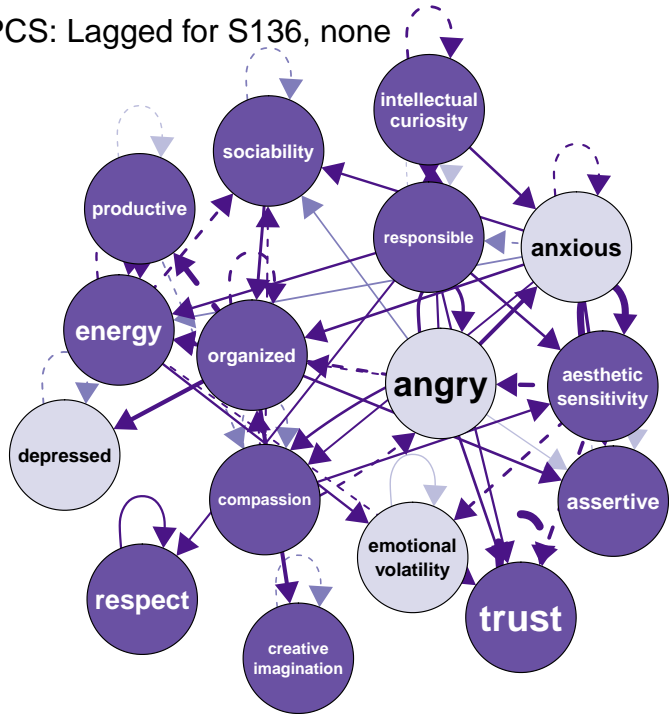 PCS: Lagged for S136, none
intellectual
curiosity
sociability
productive
responsible
anxious
energy
organized
angry
aesthetic
sensitivity
depressed
compassion
assertive
emotional
volatility
respect
trust
creative
imagination